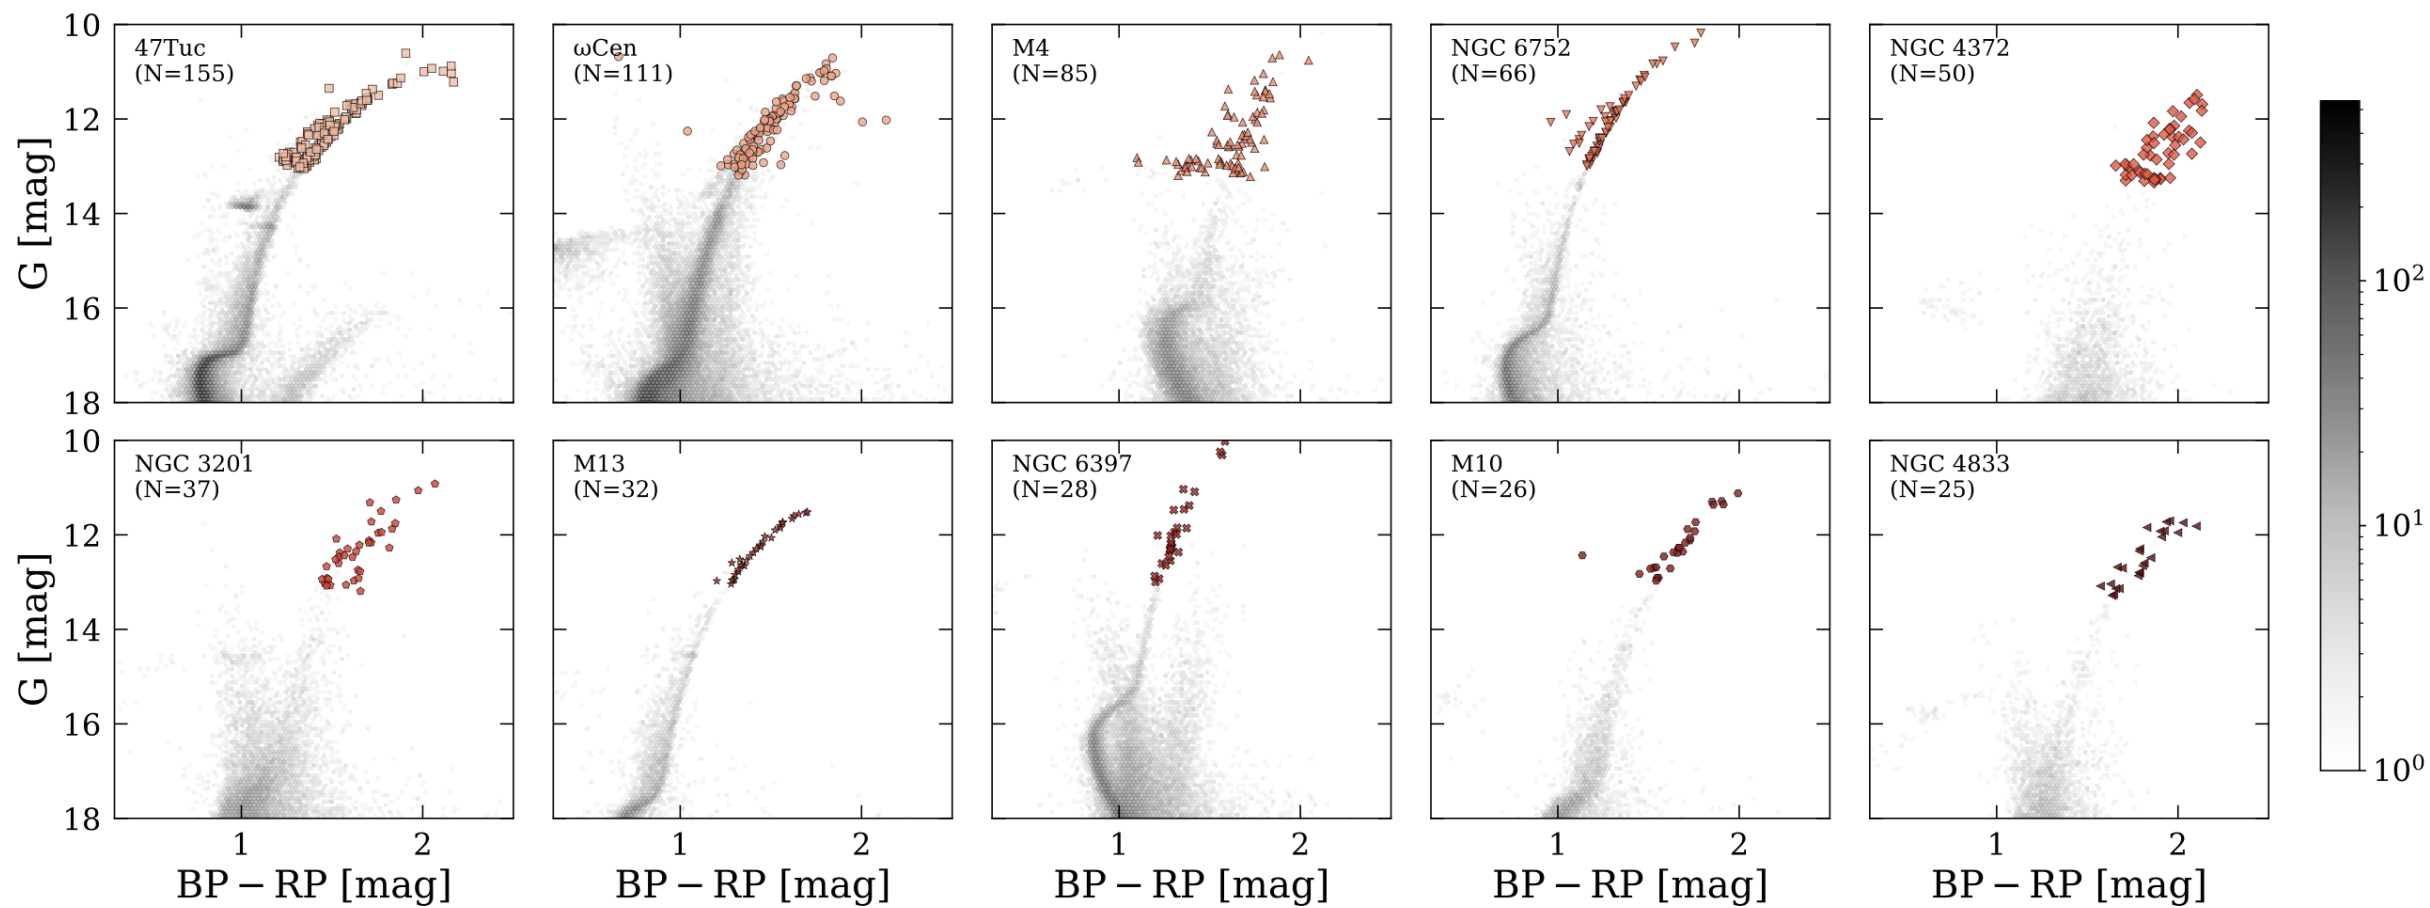 10
12
14
16
18
G [mag]
47Tuc
(N=155)
ωCen
(N=111)
M4
(N=85)
NGC 6752
(N=66)
NGC 4372
(N=50)
10
12
14
16
18
G [mag]
NGC 3201
(N=37)
M13
(N=32)
NGC 6397
(N=28)
M10
(N=26)
NGC 4833
(N=25)
1 2
1 2
1 2
1 2
1 2
BP − RP [mag]
BP − RP [mag]
BP − RP [mag]
BP − RP [mag]
BP − RP [mag]
10²
10¹
10⁰